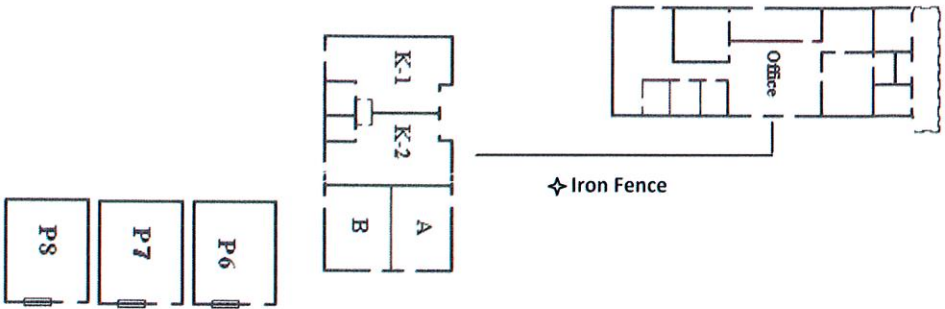 K-1
Office
K-2
Iron Fence
B
A
P8
P7
P6